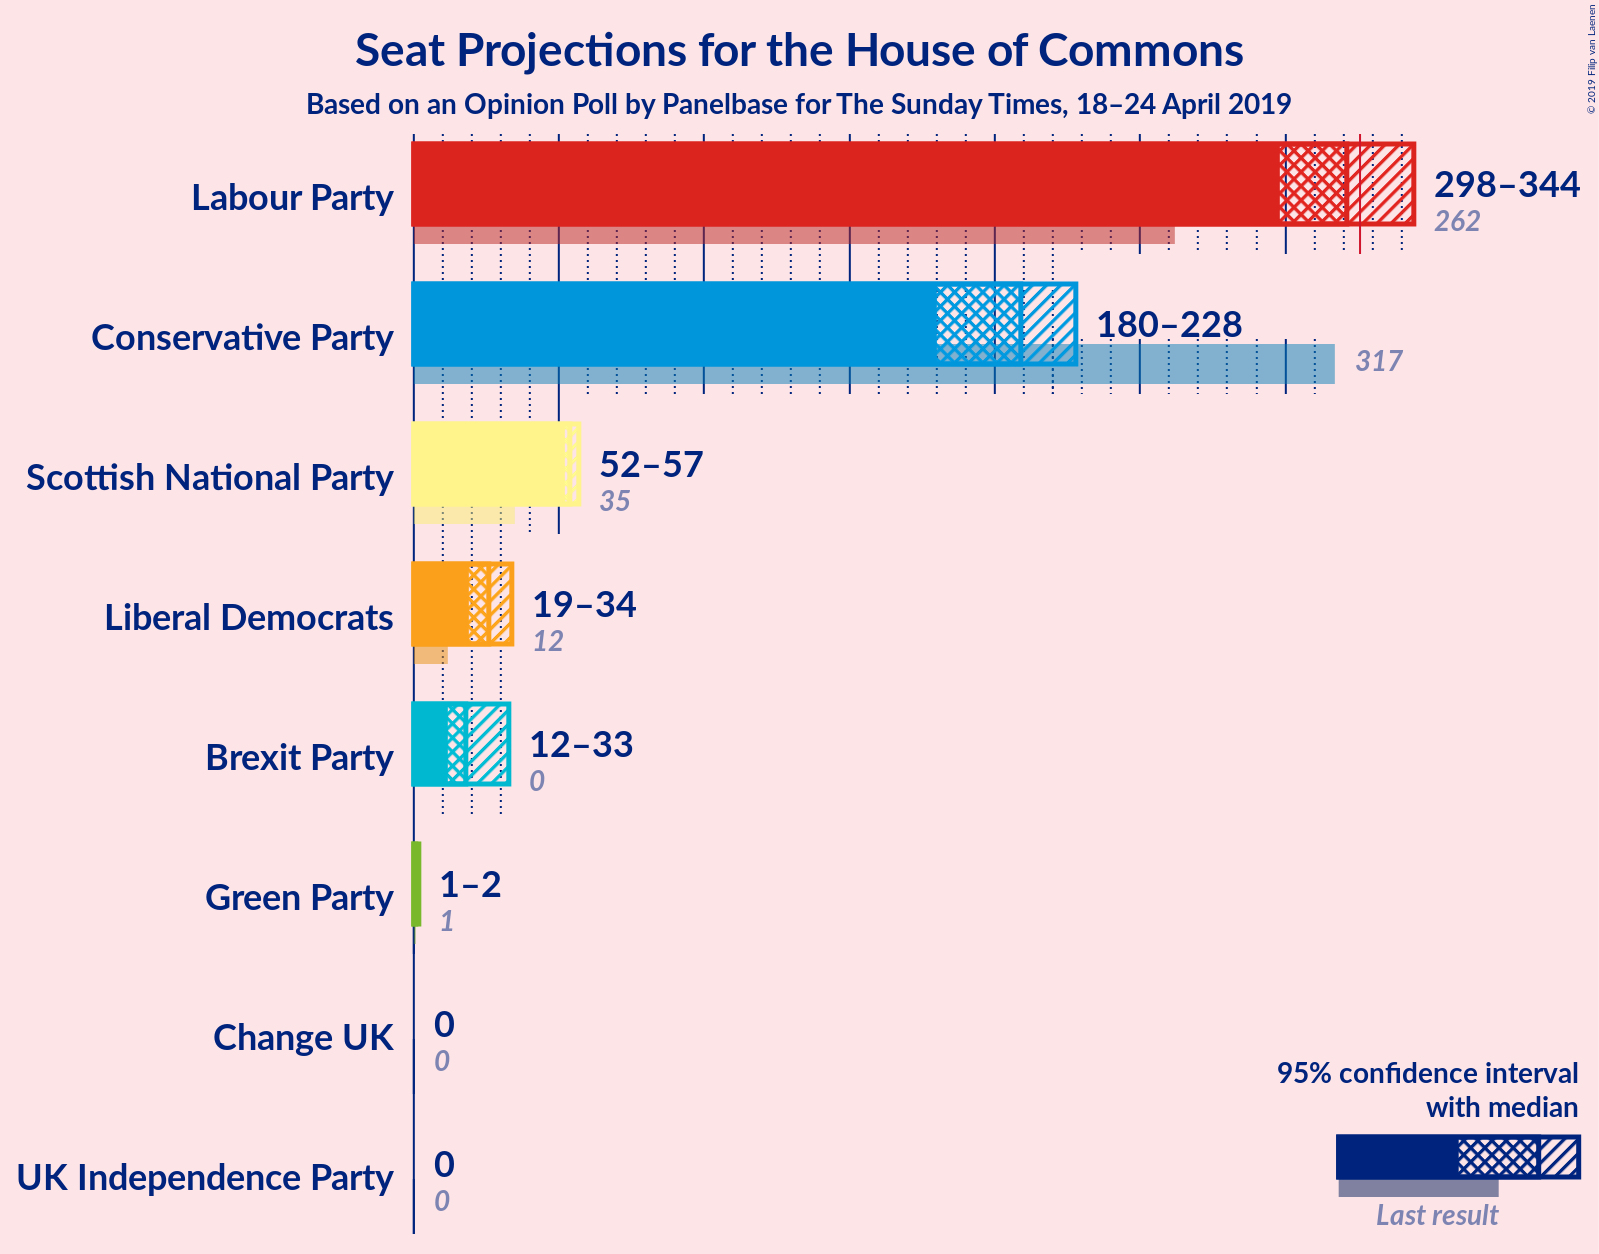 Seat Projections for the House of Commons
Based on an Opinion Poll by Panelbase for The Sunday Times, 18–24 April 2019
© 2019 Filip van Laenen
Labour Party
298–344
262
Conservative Party
180–228
317
Scottish National Party
52–57
35
Liberal Democrats
19–34
12
Brexit Party
12–33
0
Green Party
1–2
1
Change UK
0
0
UK Independence Party
0
0
95% confidence interval
with median
Last result